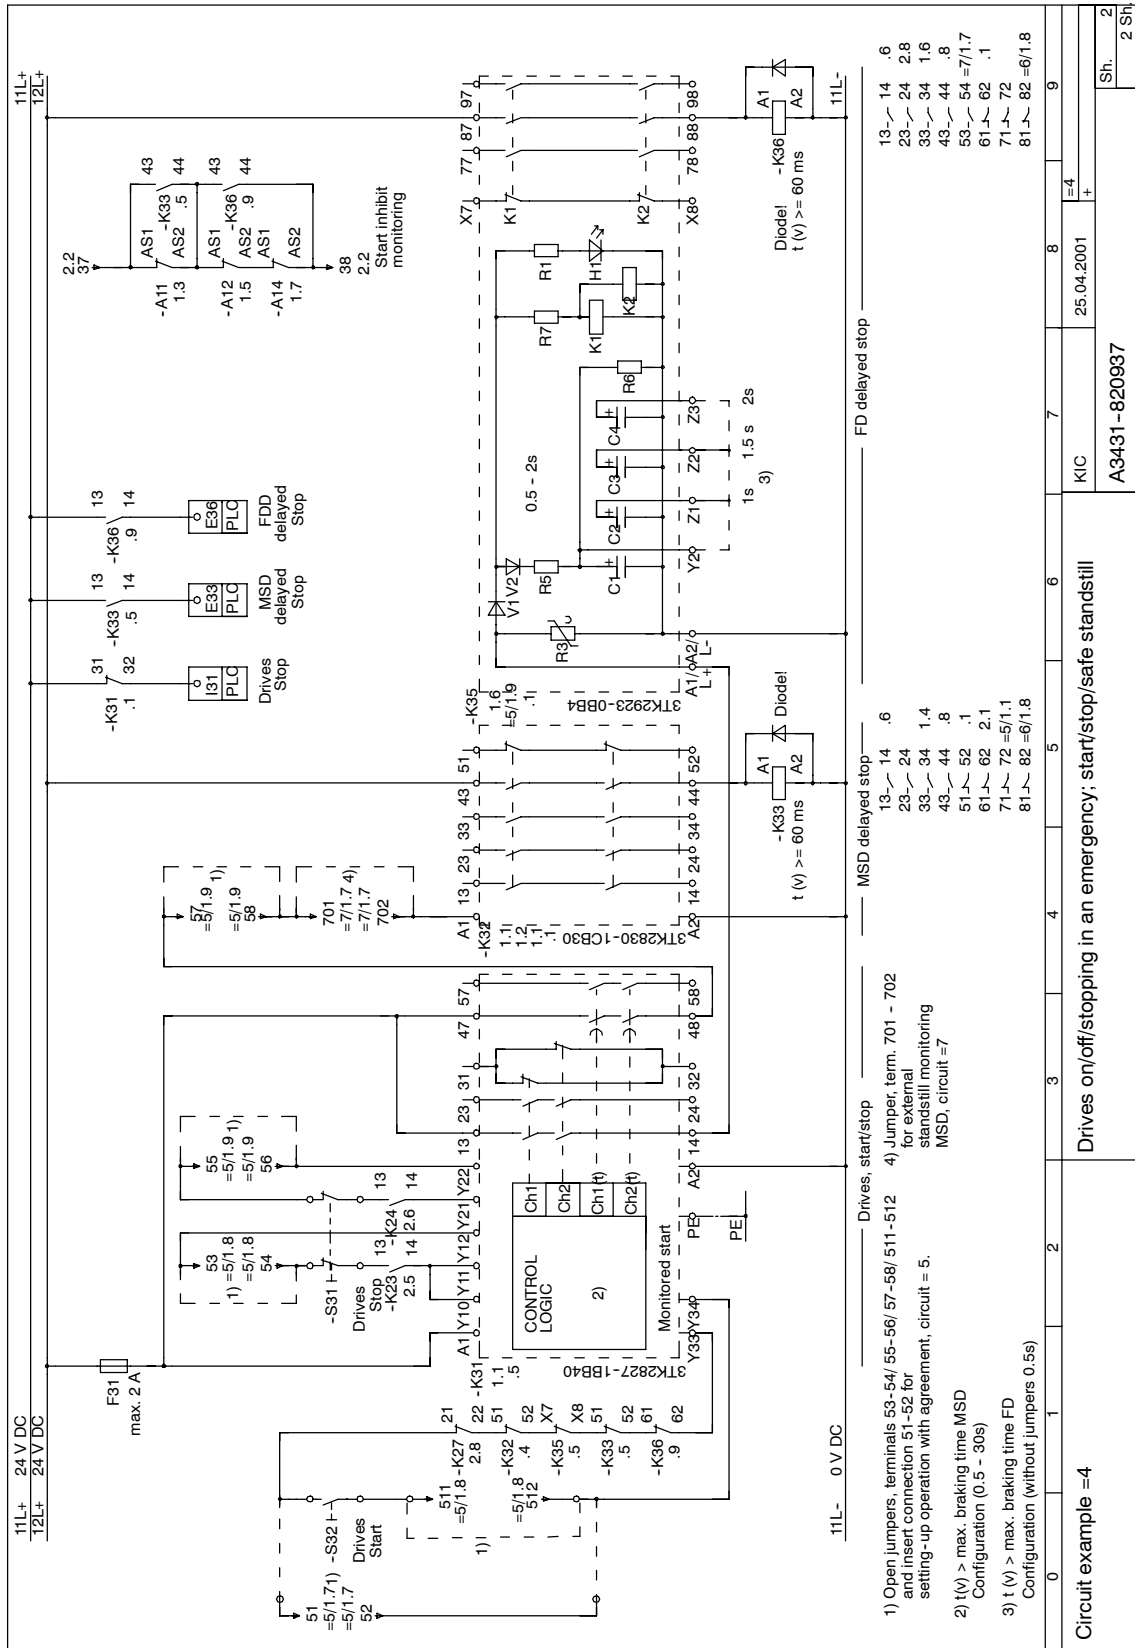 11L+ 24 V DC 11L+
12L+ 24 V DC 12L+
F31
max. 2 A
-K31
.1
31
32
I31
PLC
Drives
Stop
-K33
.5
13
14
E33
PLC
MSD
delayed
Stop
-K36
.9
13
14
E36
PLC
FDD
delayed
Stop
2.2
37
-A11
1.3
AS1
AS2
-K33
.5
43
44
-A12
1.5
AS1
AS2
-K36
.9
43
44
-A14
1.7
AS1
AS2
38
2.2
Start inhibit
monitoring
51
=5/1.71)
=5/1.7
52
-S32
Drives
Start
511
=5/1.8
=5/1.8
512
1)
-K27
2.8
21
22
-K32
.4
51
52
-K35
.5
X7
X8
-K33
.5
51
52
-K36
.9
61
62
53
1) =5/1.8
=5/1.8
54
-S31
Drives
Stop
-K23
2.5
13
14
55
=5/1.9 1)
=5/1.9
56
-K24
2.6
13
14
57
=5/1.9 1)
=5/1.9
58
701
=7/1.7 4)
=7/1.7
702
-K31
1.1
.5
3TK2827-1BB40
A1 Y10 Y11 Y12 Y21 Y22 13 23 31 47 57
CONTROL
LOGIC
2)
Ch1
Ch2
Ch1(t)
Ch2(t)
Monitored start
Y33 Y34 PE A2 14 24 32 48 58
PE
-K32
1.1
1.2
1.1
.1
3TK2830-1CB30
A1 13 23 33 43 51
A2 14 24 34 44 52
-K35
1.6
=5/1.9
.1
3TK2923-0BB4
A1/ L+
A2/ L-
R3
V1
V2
R5
C1
C2
C3
C4
R6
R7
K1
K2
R1
H1
0.5 - 2s
Y2 Z1 Z2 Z3
1s 1.5 s 2s
3)
X7 77 87 97
K1
K2
X8 78 88 98
-K33
A1
A2
Diode!
t (v) >= 60 ms
Diode! -K36
t (v) >= 60 ms
A1
A2
11L- 0 V DC 11L-
Drives, start/stop
MSD delayed stop
FD delayed stop
1) Open jumpers, terminals 53-54/ 55-56/ 57-58/ 511-512
and insert connection 51-52 for
setting-up operation with agreement, circuit = 5.
2) t(v) > max. braking time MSD
Configuration (0.5 - 30s)
3) t (v) > max. braking time FD
Configuration (without jumpers 0.5s)
4) Jumper, term. 701 - 702
for external
standstill monitoring
MSD, circuit =7
13 14 .6
23 24
33 34 1.4
43 44 .8
51 52 .1
61 62 2.1
71 72 =5/1.1
81 82 =6/1.8
13 14 .6
23 24 2.8
33 34 1.6
43 44 .8
53 54 =7/1.7
61 62 .1
71 72
81 82 =6/1.8
0 1 2 3 4 5 6 7 8 9
Circuit example =4
Drives on/off/stopping in an emergency; start/stop/safe standstill
KIC
25.04.2001
=4
+
A3431-820937
Sh. 2
2 Sh.